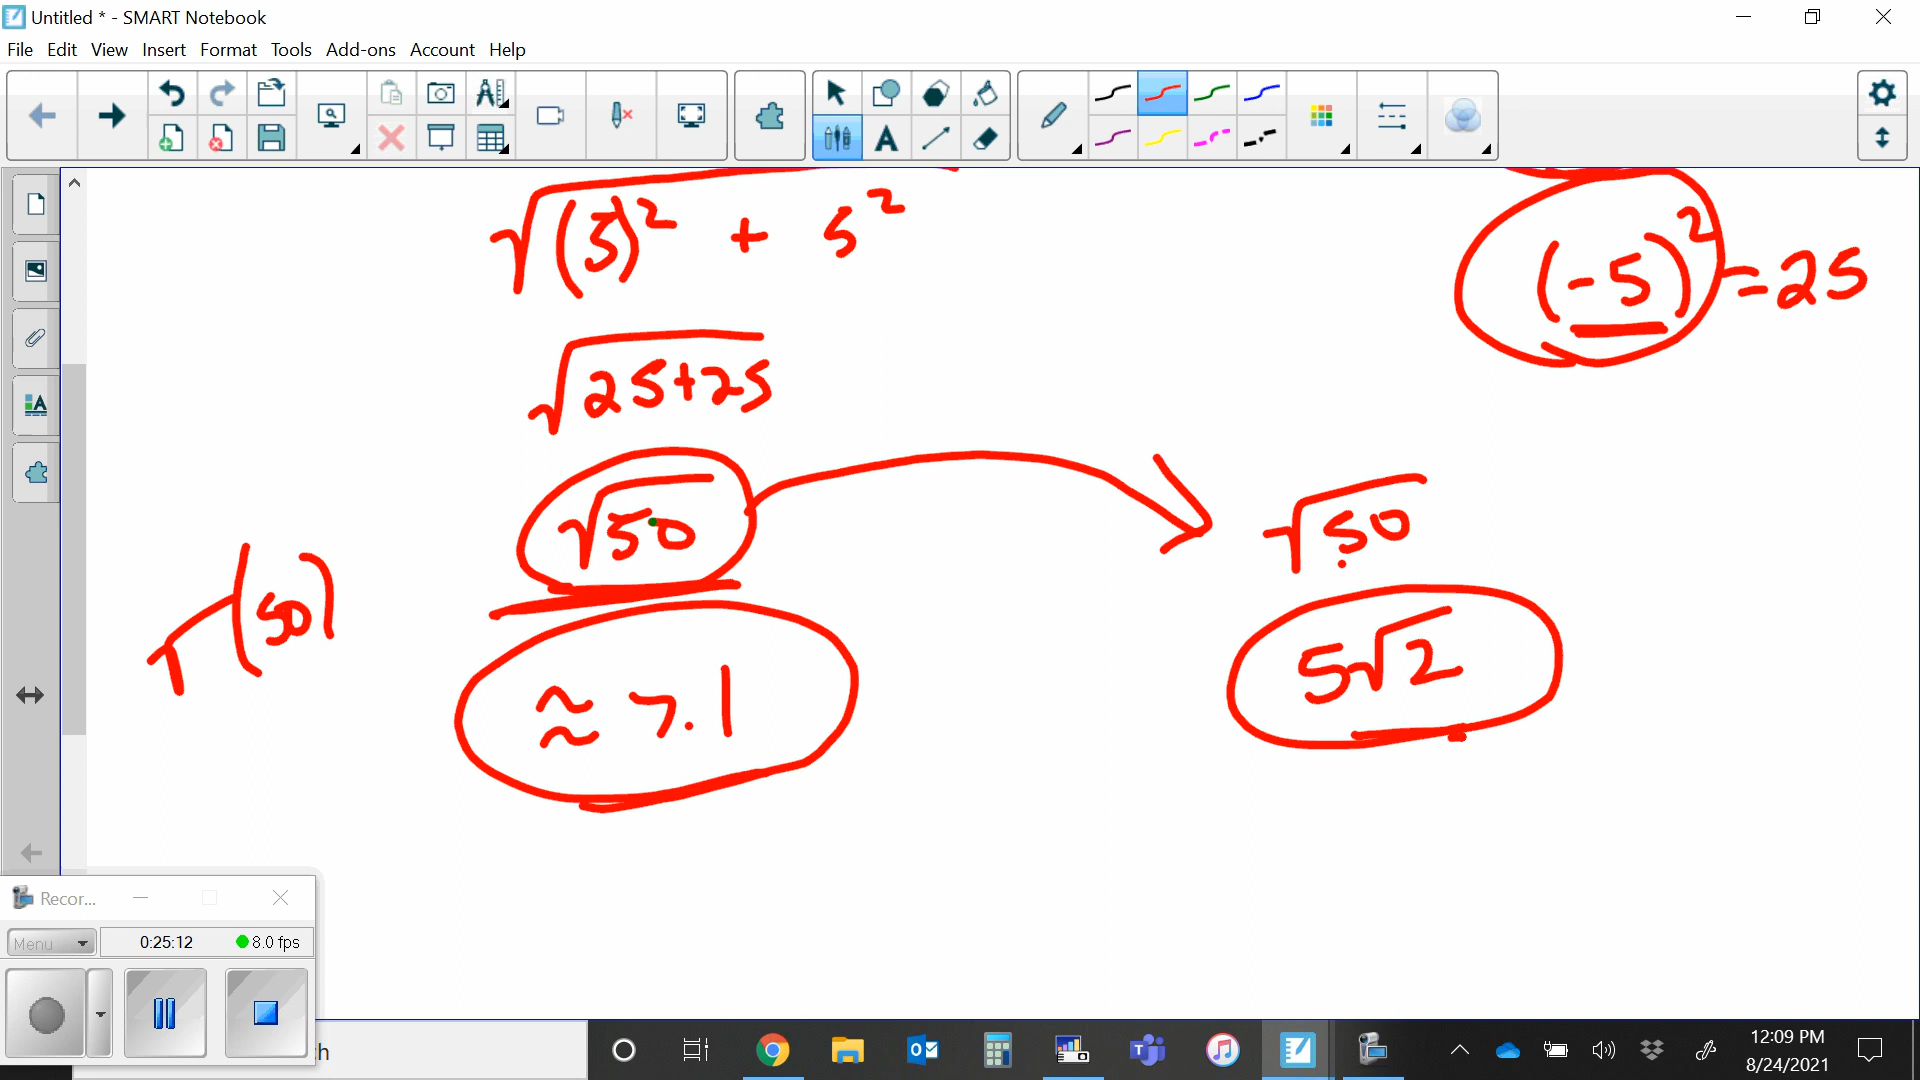 Untitled * - SMART Notebook
File Edit View Insert Format Tools Add-ons Account Help
√(5)² + 5²
(-5)² = 25
√25+25
√50
√50
√(50)
≈ 7.1
5√2
Recor...
Menu
0:25:12
8.0 fps
ch
12:09 PM
8/24/2021